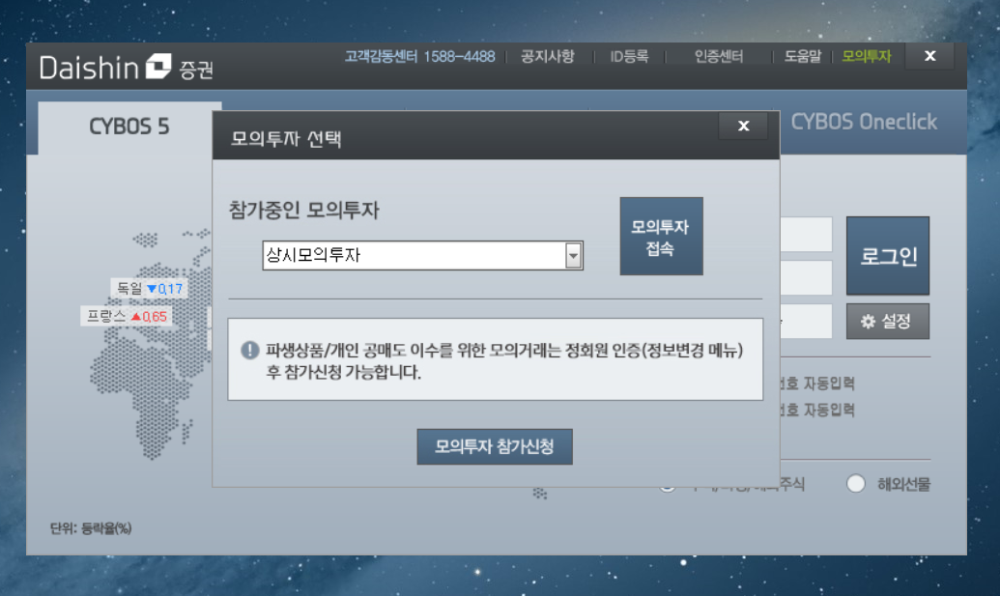 Daishin 증권
고객감동센터 1588-4488
공지사항
ID등록
인증센터
도움말
모의투자
X
CYBOS 5
CYBOS Oneclick
모의투자 선택
X
참가중인 모의투자
상시모의투자
모의투자
접속
로그인
설정
독일 ▼0.17
프랑스 ▲0.65
파생상품/개인 공매도 이수를 위한 모의거래는 정회원 인증(정보변경 메뉴)
후 참가신청 가능합니다.
자동입력
자동입력
모의투자 참가신청
해외선물
단위: 등락율(%)